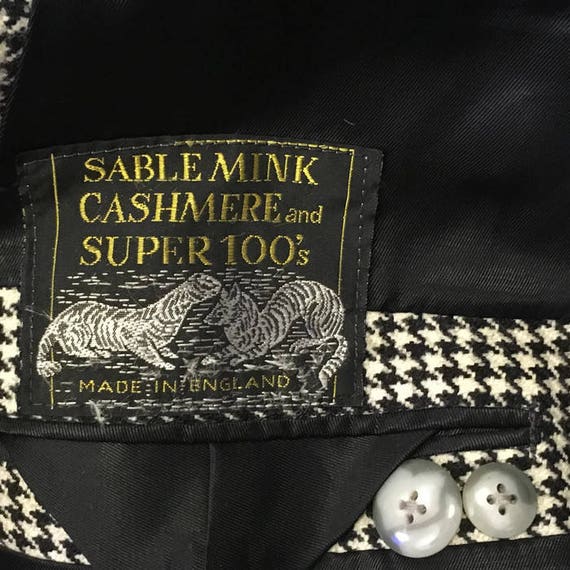 SABLE MINK
CASHMERE and
SUPER 100's
MADE IN ENGLAND